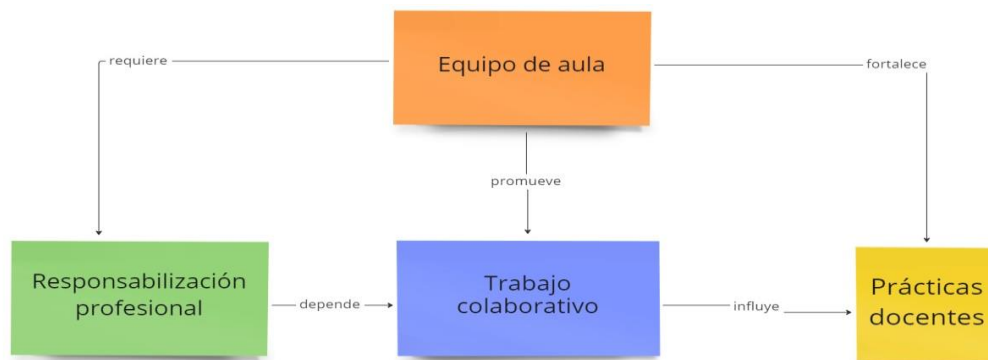 Equipo de aula
requiere
fortalece
promueve
Responsabilización
profesional
depende
Trabajo
colaborativo
influye
Prácticas
docentes